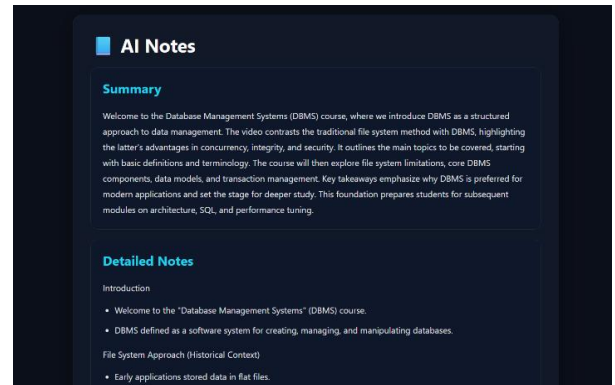 AI Notes
Summary
Welcome to the Database Management Systems (DBMS) course, where we introduce DBMS as a structured
approach to data management. The video contrasts the traditional file system method with DBMS, highlighting
the latter's advantages in concurrency, integrity, and security. It outlines the main topics to be covered, starting
with basic definitions and terminology. The course will then explore file system limitations, core DBMS
components, data models, and transaction management. Key takeaways emphasize why DBMS is preferred for
modern applications and set the stage for deeper study. This foundation prepares students for subsequent
modules on architecture, SQL, and performance tuning.
Detailed Notes
Introduction
• Welcome to the "Database Management Systems" (DBMS) course.
• DBMS defined as a software system for creating, managing, and manipulating databases.
File System Approach (Historical Context)
• Early applications stored data in flat files.